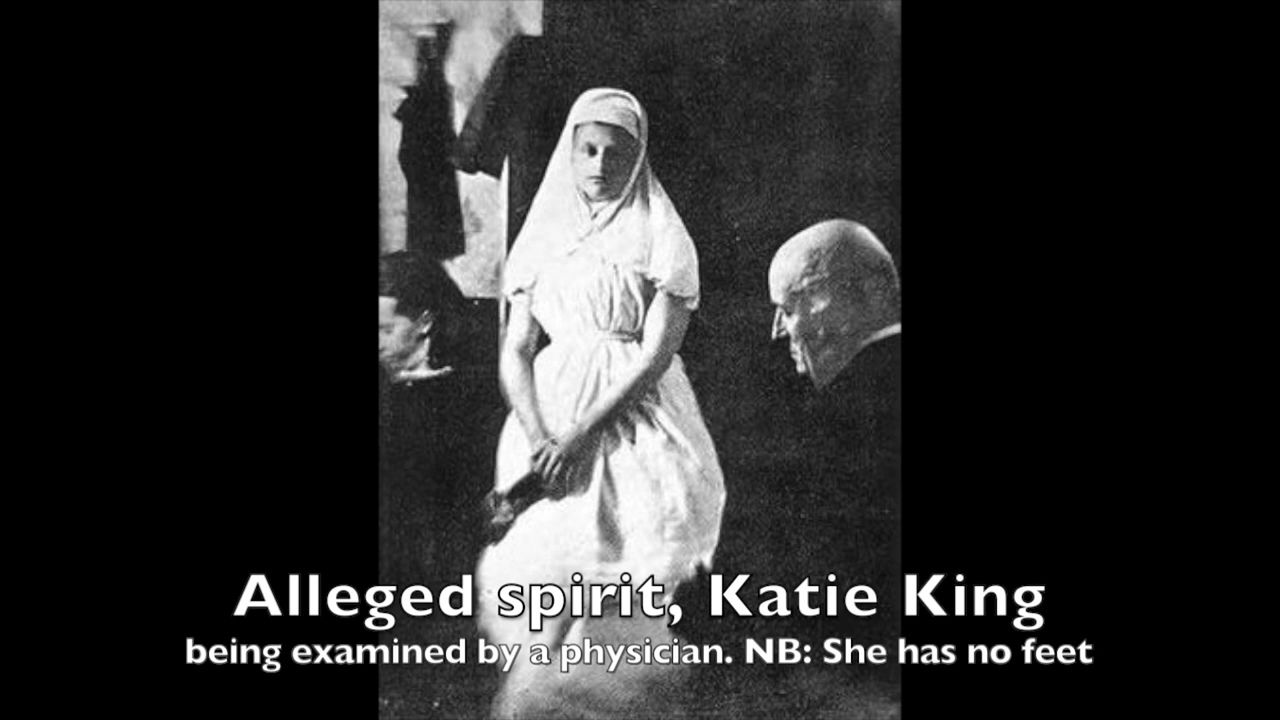 Alleged spirit, Katie King
being examined by a physician. NB: She has no feet